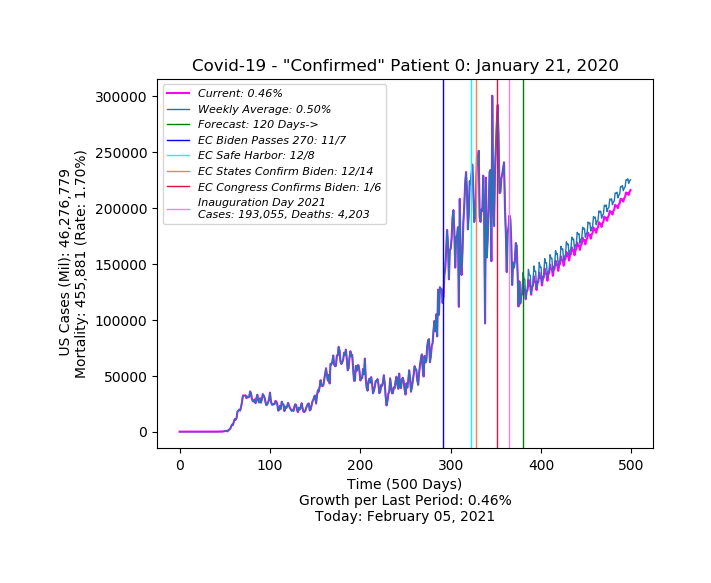 Covid-19 - "Confirmed" Patient 0: January 21, 2020
Current: 0.46%
Weekly Average: 0.50%
Forecast: 120 Days->
EC Biden Passes 270: 11/7
EC Safe Harbor: 12/8
EC States Confirm Biden: 12/14
EC Congress Confirms Biden: 1/6
Inauguration Day 2021
Cases: 193,055, Deaths: 4,203
300000
250000
200000
150000
100000
50000
0
US Cases (Mil): 46,276,779
Mortality: 455,881 (Rate: 1.70%)
0 100 200 300 400 500
Time (500 Days)
Growth per Last Period: 0.46%
Today: February 05, 2021